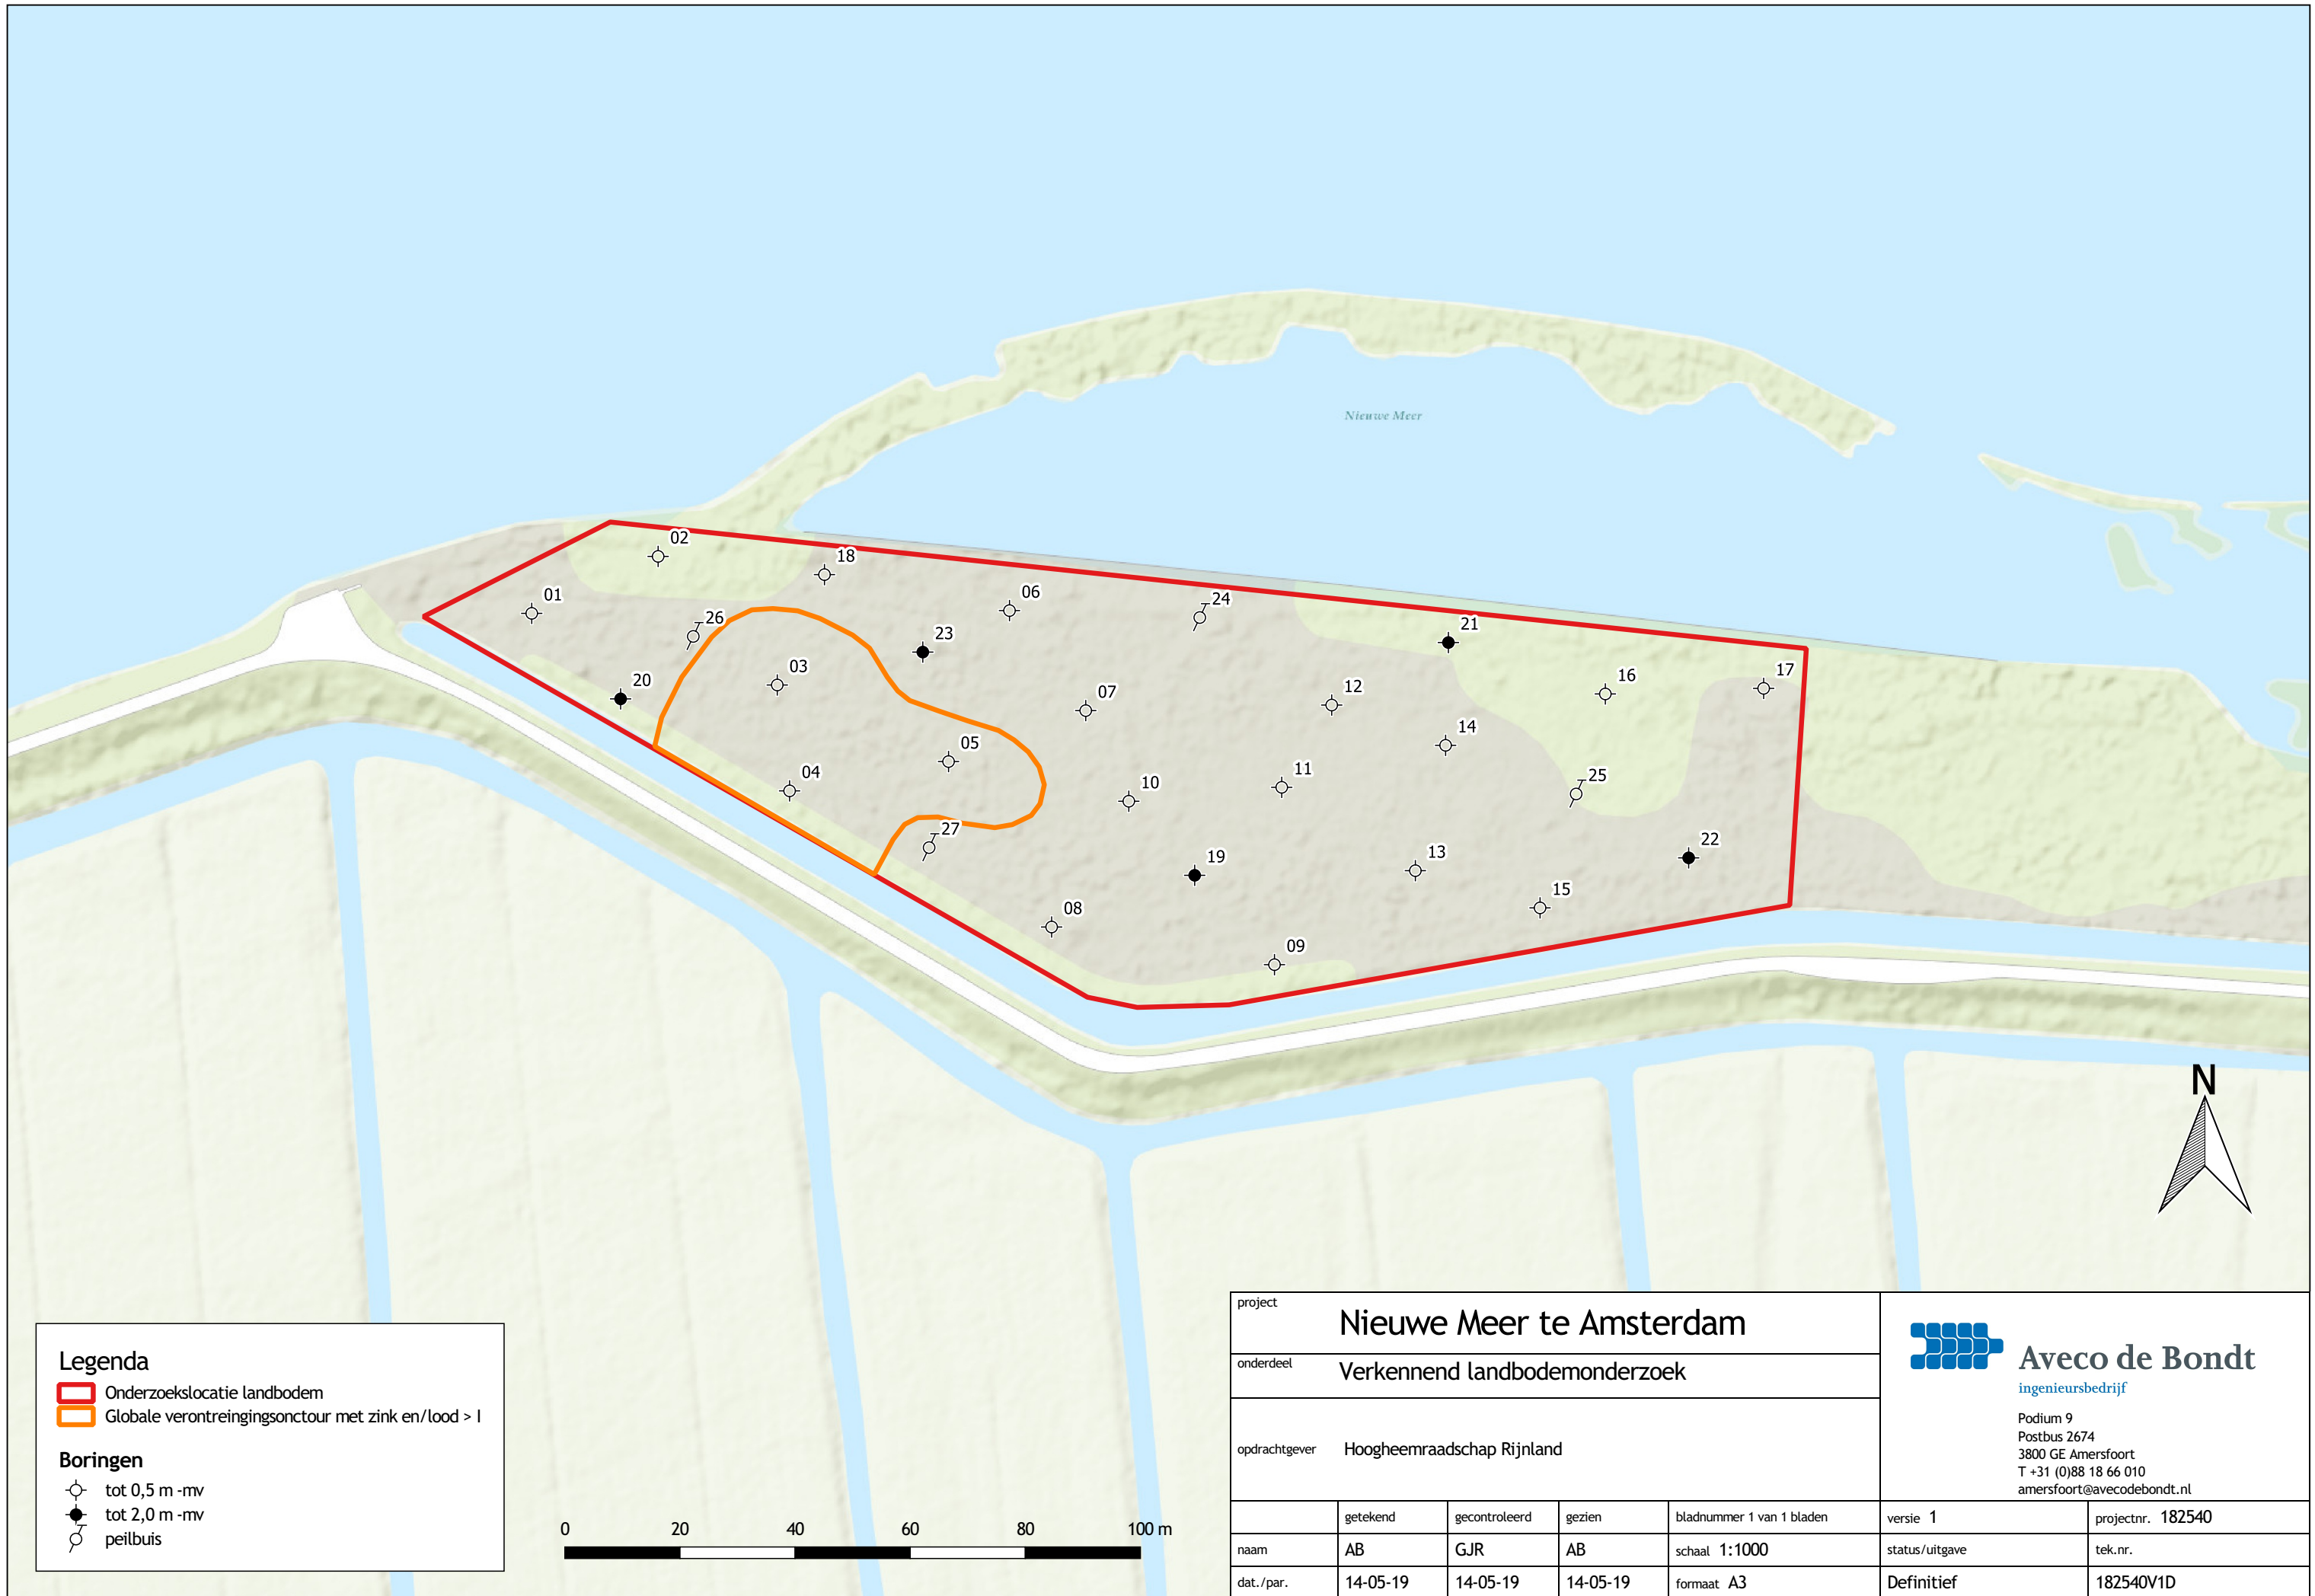 Nieuwe Meer
02
18
01
06
24
26
21
23
03
16
17
20
07
12
14
05
04
11
25
10
27
22
19
13
15
08
09
N
Legenda
Onderzoekslocatie landbodem
Globale verontreingingsonctour met zink en/lood > I
Boringen
tot 0,5 m -mv
tot 2,0 m -mv
peilbuis
0 20 40 60 80 100 m
project Nieuwe Meer te Amsterdam
onderdeel Verkennend landbodemonderzoek
opdrachtgever Hoogheemraadschap Rijnland
Aveco de Bondt
ingenieursbedrijf
Podium 9
Postbus 2674
3800 GE Amersfoort
T +31 (0)88 18 66 010
amersfoort@avecodebondt.nl
getekend gecontroleerd gezien bladnummer 1 van 1 bladen versie 1 projectnr. 182540
naam AB GJR AB schaal 1:1000 status/uitgave tek.nr.
dat./par. 14-05-19 14-05-19 14-05-19 formaat A3 Definitief 182540V1D